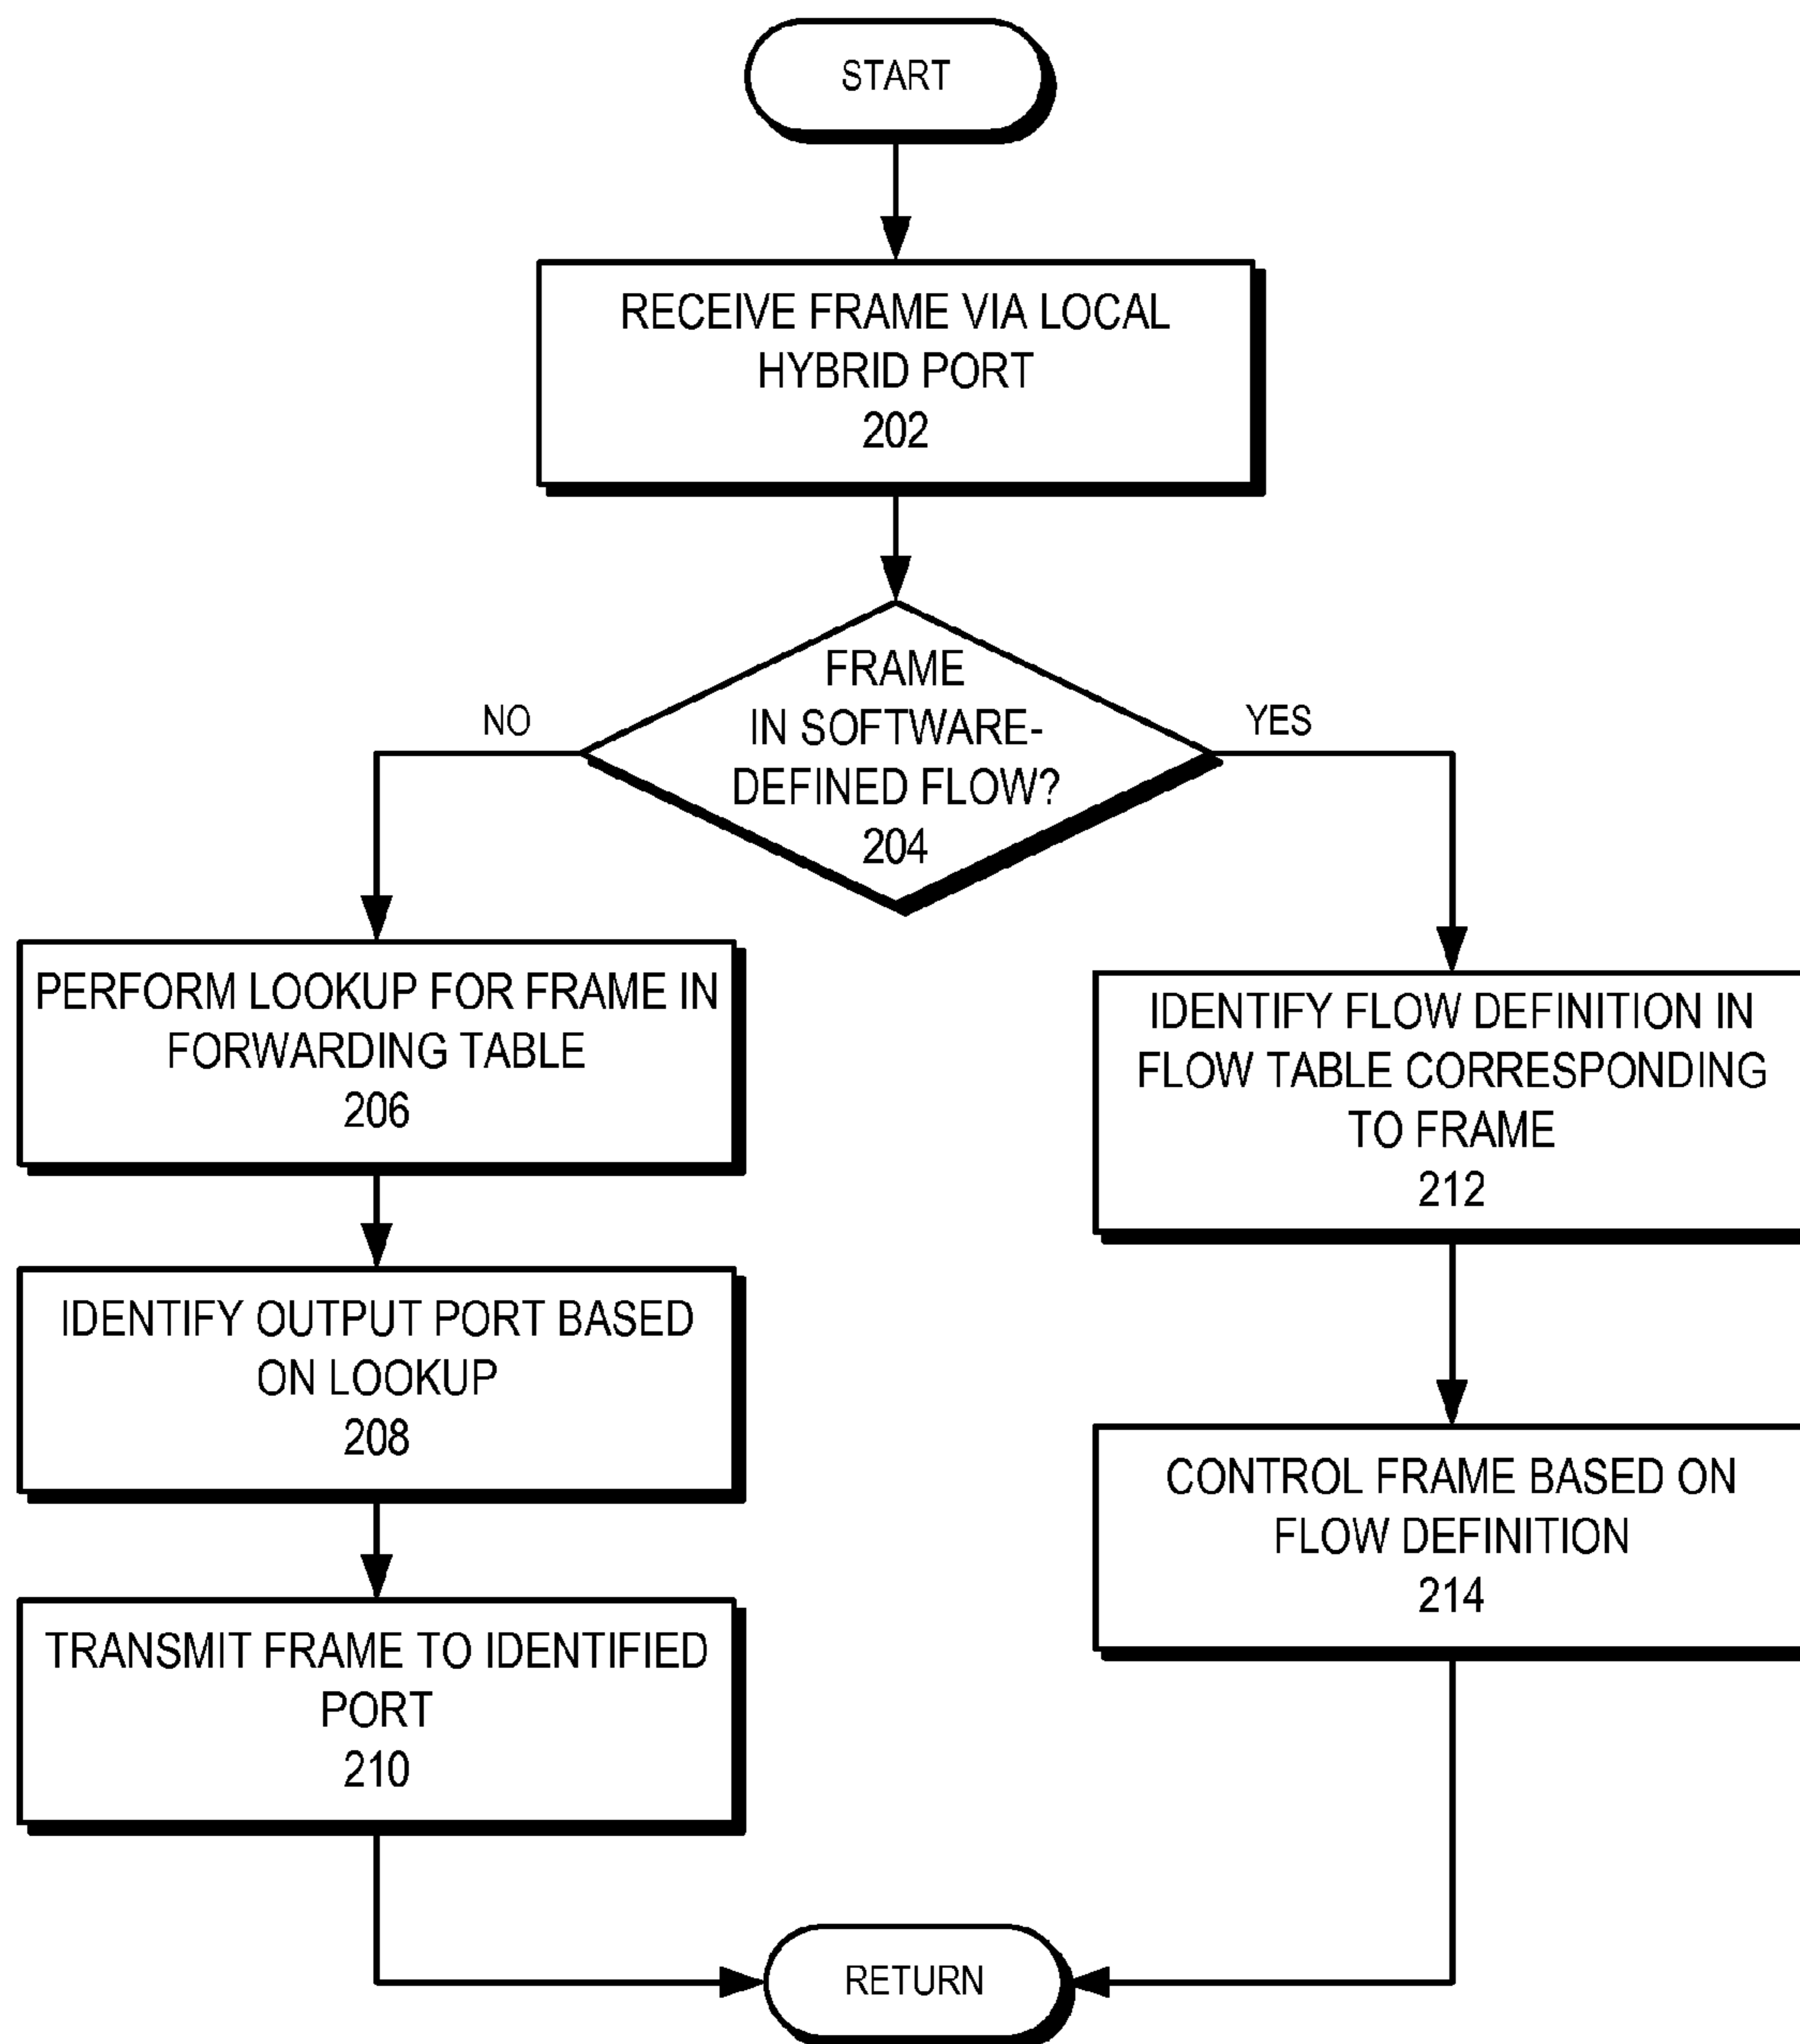 START
RECEIVE FRAME VIA LOCAL
HYBRID PORT
202
FRAME
IN SOFTWARE-
DEFINED FLOW?
204
NO
YES
PERFORM LOOKUP FOR FRAME IN
FORWARDING TABLE
206
IDENTIFY OUTPUT PORT BASED
ON LOOKUP
208
TRANSMIT FRAME TO IDENTIFIED
PORT
210
IDENTIFY FLOW DEFINITION IN
FLOW TABLE CORRESPONDING
TO FRAME
212
CONTROL FRAME BASED ON
FLOW DEFINITION
214
RETURN